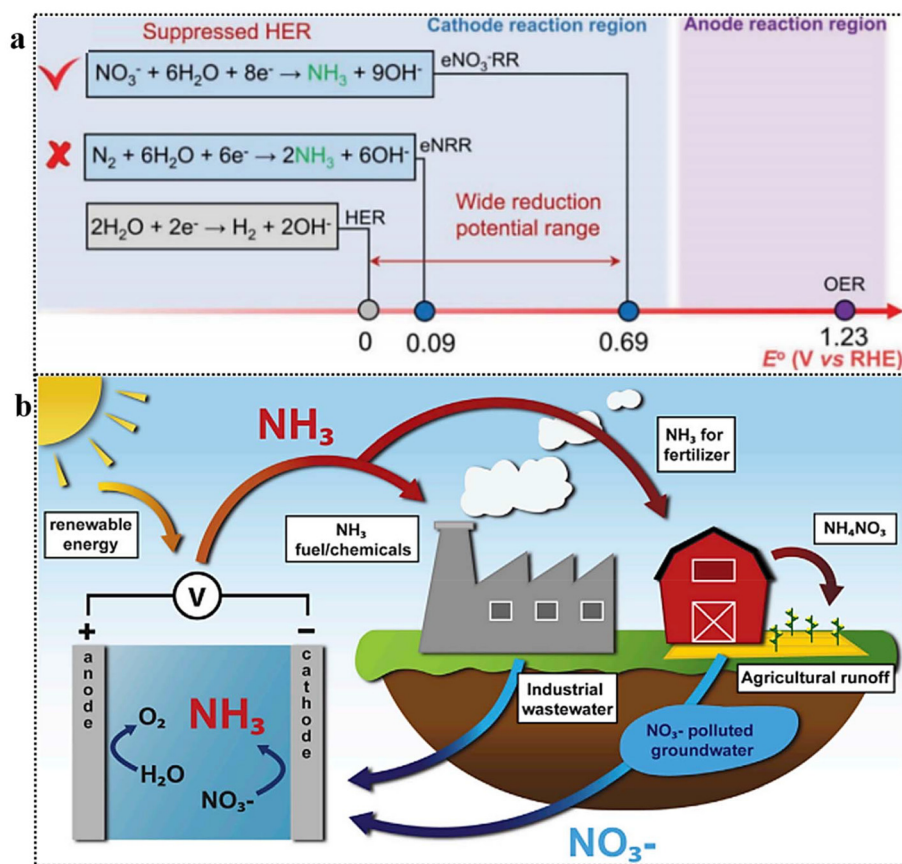 a
Suppressed HER
Cathode reaction region
Anode reaction region
NO₃⁻ + 6H₂O + 8e⁻ → NH₃ + 9OH⁻
eNO₃⁻RR
N₂ + 6H₂O + 6e⁻ → 2NH₃ + 6OH⁻
eNRR
2H₂O + 2e⁻ → H₂ + 2OH⁻
HER
Wide reduction
potential range
OER
0
0.09
0.69
1.23
E° (V vs RHE)
b
NH₃
NH₃ for
fertilizer
renewable
energy
NH₃
fuel/chemicals
NH₄NO₃
V
+
−
anode
cathode
O₂
H₂O
NH₃
NO₃-
Industrial
wastewater
Agricultural runoff
NO₃- polluted
groundwater
NO₃-